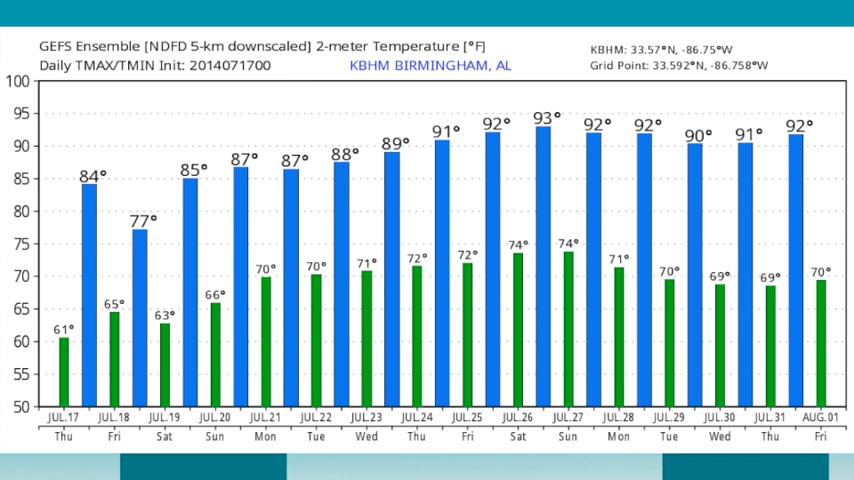 GEFS Ensemble [NDFD 5-km downscaled] 2-meter Temperature [°F]
Daily TMAX/TMIN Init: 2014071700
KBHM BIRMINGHAM, AL
KBHM: 33.57°N, -86.75°W
Grid Point: 33.592°N, -86.758°W
100
95
90
85
80
75
70
65
60
55
50
84° 77° 85° 87° 87° 88° 89° 91° 92° 93° 92° 92° 90° 91° 92°
61° 65° 63° 66° 70° 70° 71° 72° 72° 74° 74° 71° 70° 69° 69° 70°
JUL.17 JUL.18 JUL.19 JUL.20 JUL.21 JUL.22 JUL.23 JUL.24 JUL.25 JUL.26 JUL.27 JUL.28 JUL.29 JUL.30 JUL.31 AUG.01
Thu Fri Sat Sun Mon Tue Wed Thu Fri Sat Sun Mon Tue Wed Thu Fri